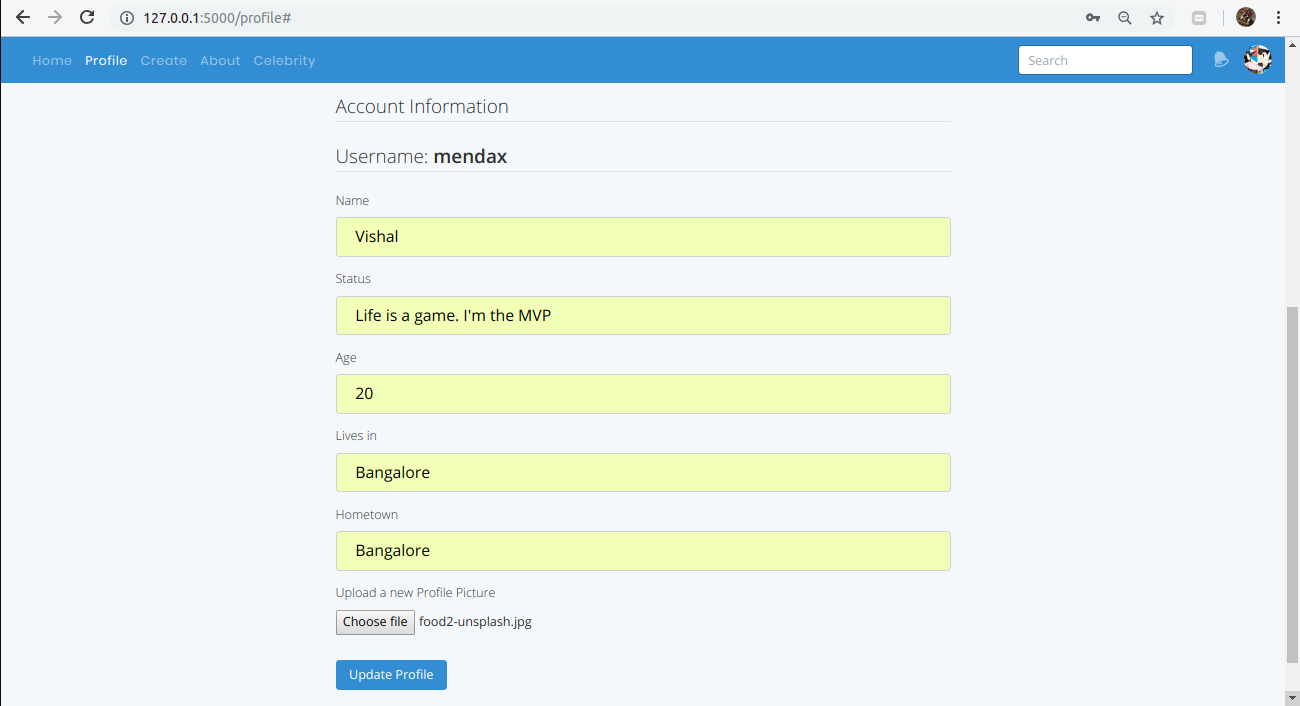 127.0.0.1:5000/profile#
Home Profile Create About Celebrity Search
Account Information
Username: mendax
Name
Vishal
Status
Life is a game. I'm the MVP
Age
20
Lives in
Bangalore
Hometown
Bangalore
Upload a new Profile Picture
Choose file food2-unsplash.jpg
Update Profile